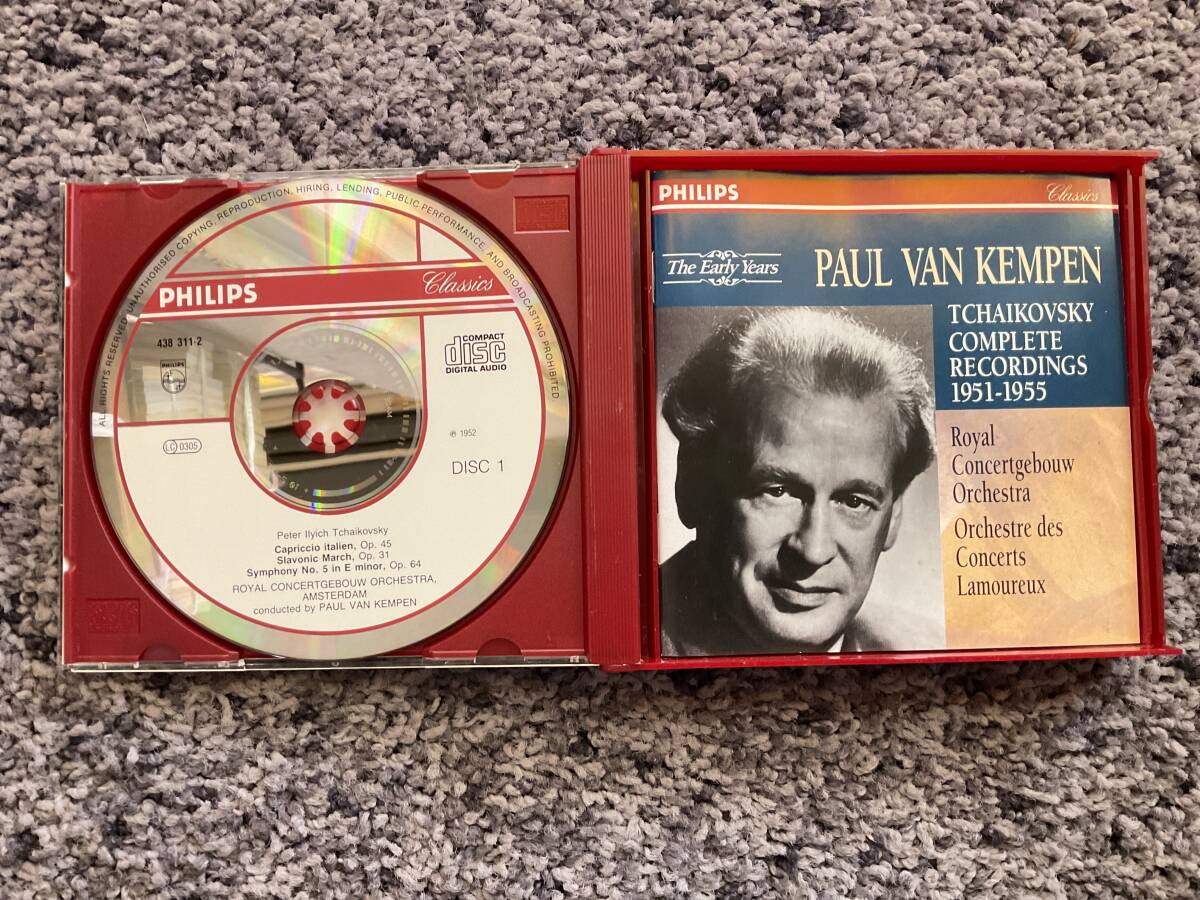 ALL RIGHTS RESERVED UNAUTHORISED COPYING, REPRODUCTION, HIRING, LENDING, PUBLIC PERFORMANCE, AND BROADCASTING PROHIBITED
PHILIPS Classics
438 311-2
PHILIPS
COMPACT
disc
DIGITAL AUDIO
LC 0305
℗ 1952
DISC 1
Peter Ilyich Tchaikovsky
Capriccio italien, Op. 45
Slavonic March, Op. 31
Symphony No. 5 in E minor, Op. 64
ROYAL CONCERTGEBOUW ORCHESTRA,
AMSTERDAM
conducted by PAUL VAN KEMPEN
PHILIPS Classics
The Early Years
PAUL VAN KEMPEN
TCHAIKOVSKY
COMPLETE
RECORDINGS
1951-1955
Royal
Concertgebouw
Orchestra
Orchestre des
Concerts
Lamoureux